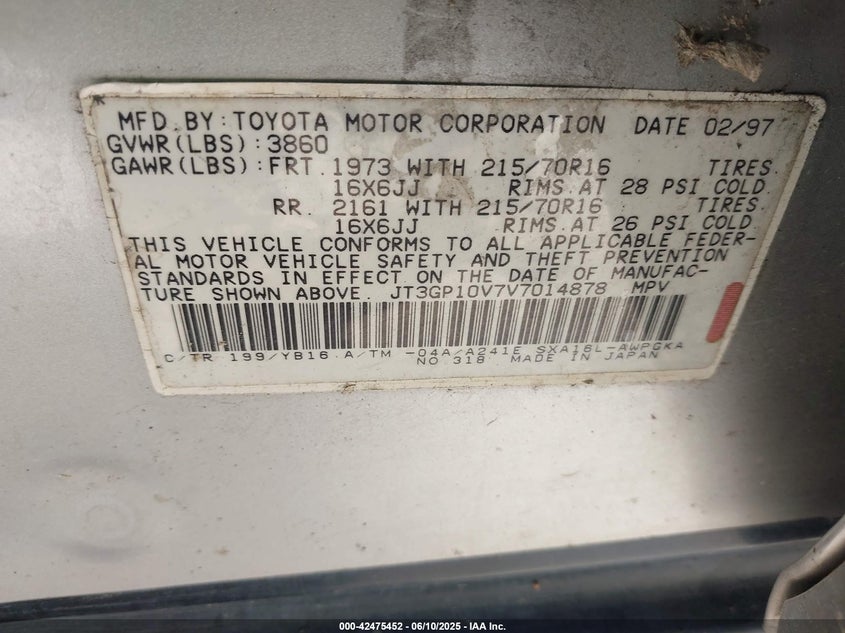 MFD. BY: TOYOTA MOTOR CORPORATION DATE 02/97
GVWR(LBS): 3860
GAWR(LBS): FRT. 1973 WITH 215/70R16 TIRES.
16X6JJ RIMS. AT 28 PSI COLD
RR. 2161 WITH 215/70R16 TIRES.
16X6JJ RIMS. AT 26 PSI COLD
THIS VEHICLE CONFORMS TO ALL APPLICABLE FEDER-
AL MOTOR VEHICLE SAFETY AND THEFT PREVENTION
STANDARDS IN EFFECT ON THE DATE OF MANUFAC-
TURE SHOWN ABOVE. JT3GP10V7V7014878 MPV
C/TR 199/YB16 A/TM -04A/A241E SXA16L-AWPGKA
NO 318 MADE IN JAPAN
000-42475452 - 06/10/2025 - IAA Inc.